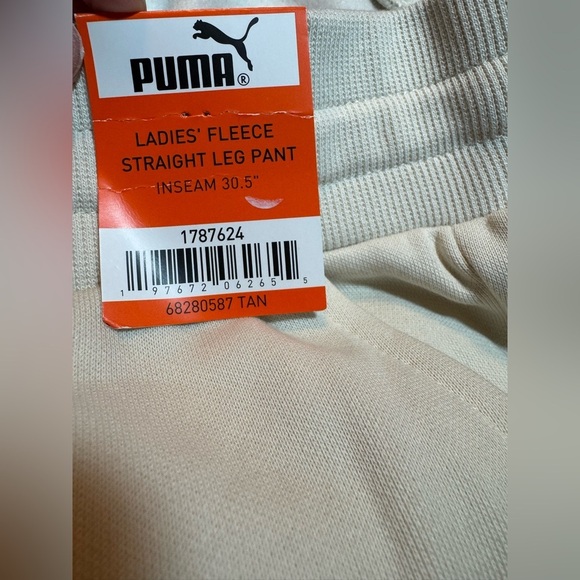 PUMA®
LADIES' FLEECE
STRAIGHT LEG PANT
INSEAM 30.5"
1787624
1 97672 06265 5
68280587 TAN